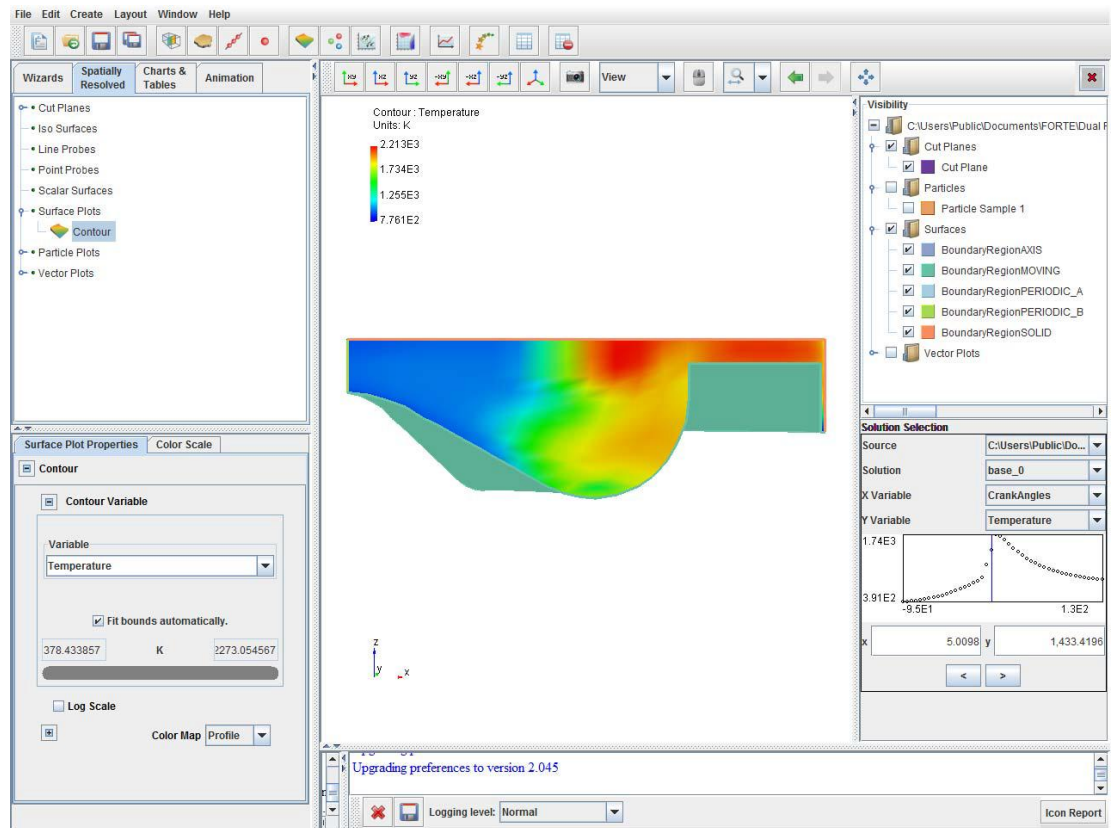 File Edit Create Layout Window Help
Wizards
Spatially
Resolved
Charts &
Tables
Animation
Cut Planes
Iso Surfaces
Line Probes
Point Probes
Scalar Surfaces
Surface Plots
Contour
Particle Plots
Vector Plots
Surface Plot Properties
Color Scale
Contour
Contour Variable
Variable
Temperature
Fit bounds automatically.
378.433857 K 2273.054567
Log Scale
Color Map Profile
xy xz yz -xy -xz -yz
View
Contour : Temperature
Units: K
2.213E3
1.734E3
1.255E3
7.761E2
z
y
x
Upgrading preferences to version 2.045
Logging level: Normal
Icon Report
Visibility
C:\Users\Public\Documents\FORTE\Dual F
Cut Planes
Cut Plane
Particles
Particle Sample 1
Surfaces
BoundaryRegionAXIS
BoundaryRegionMOVING
BoundaryRegionPERIODIC_A
BoundaryRegionPERIODIC_B
BoundaryRegionSOLID
Vector Plots
Solution Selection
Source C:\Users\Public\Do...
Solution base_0
X Variable CrankAngles
Y Variable Temperature
1.74E3
3.91E2
-9.5E1 1.3E2
x 5.0098 y 1,433.4196
< >